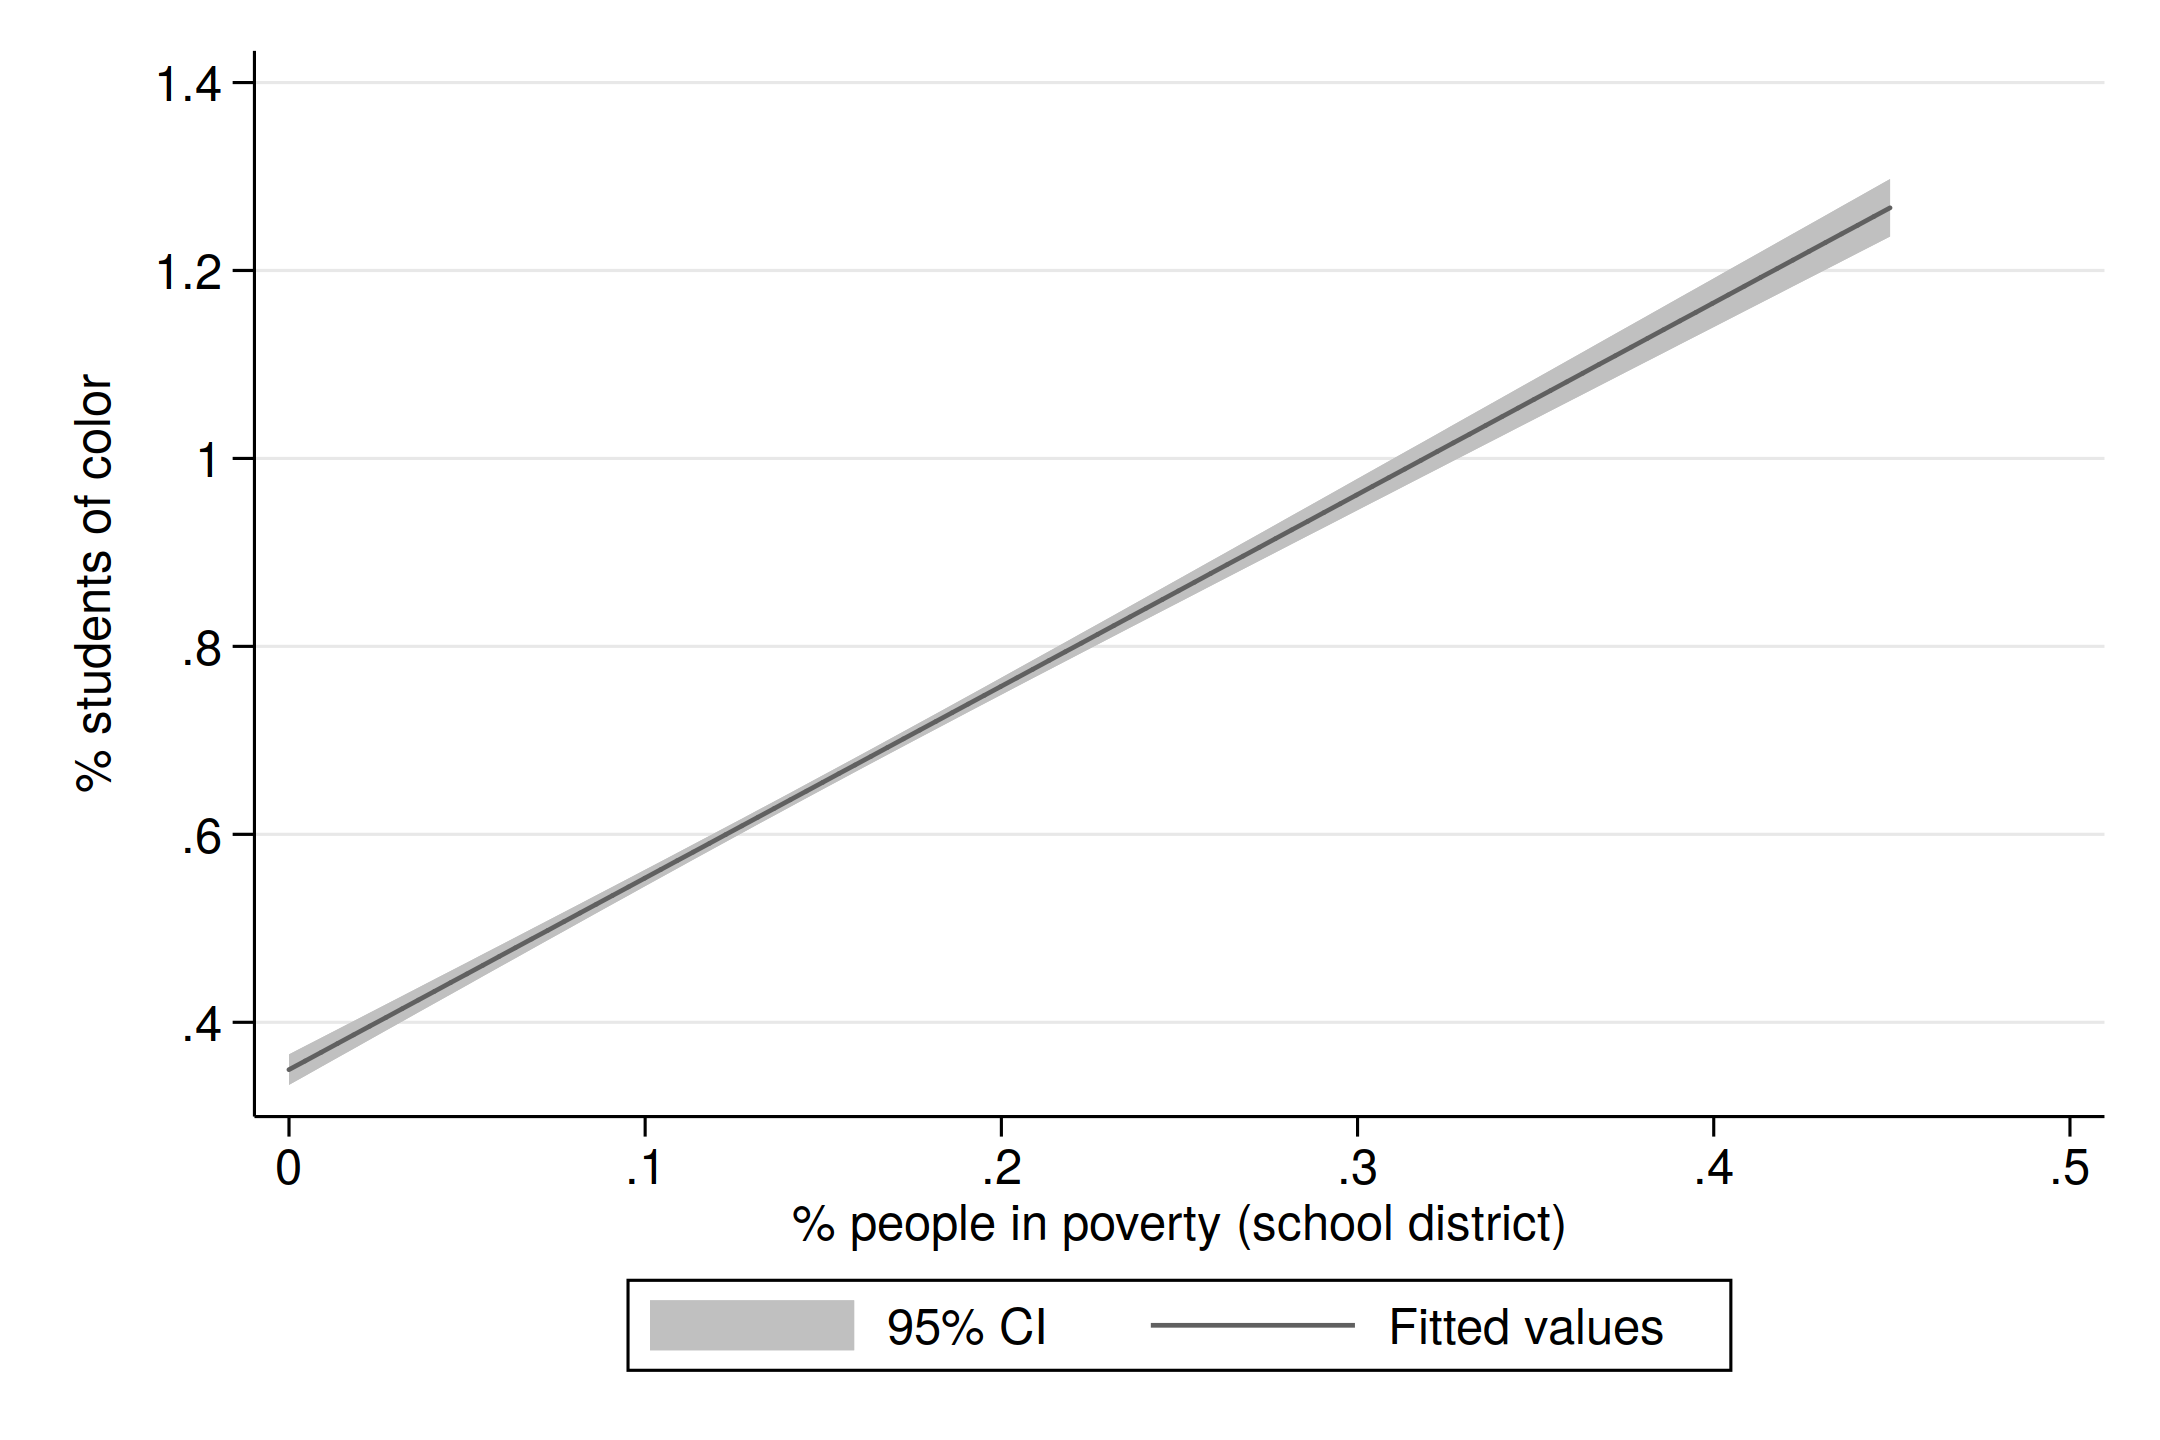 1.4
1.2
1
.8
.6
.4
% students of color
0 .1 .2 .3 .4 .5
% people in poverty (school district)
95% CI Fitted values